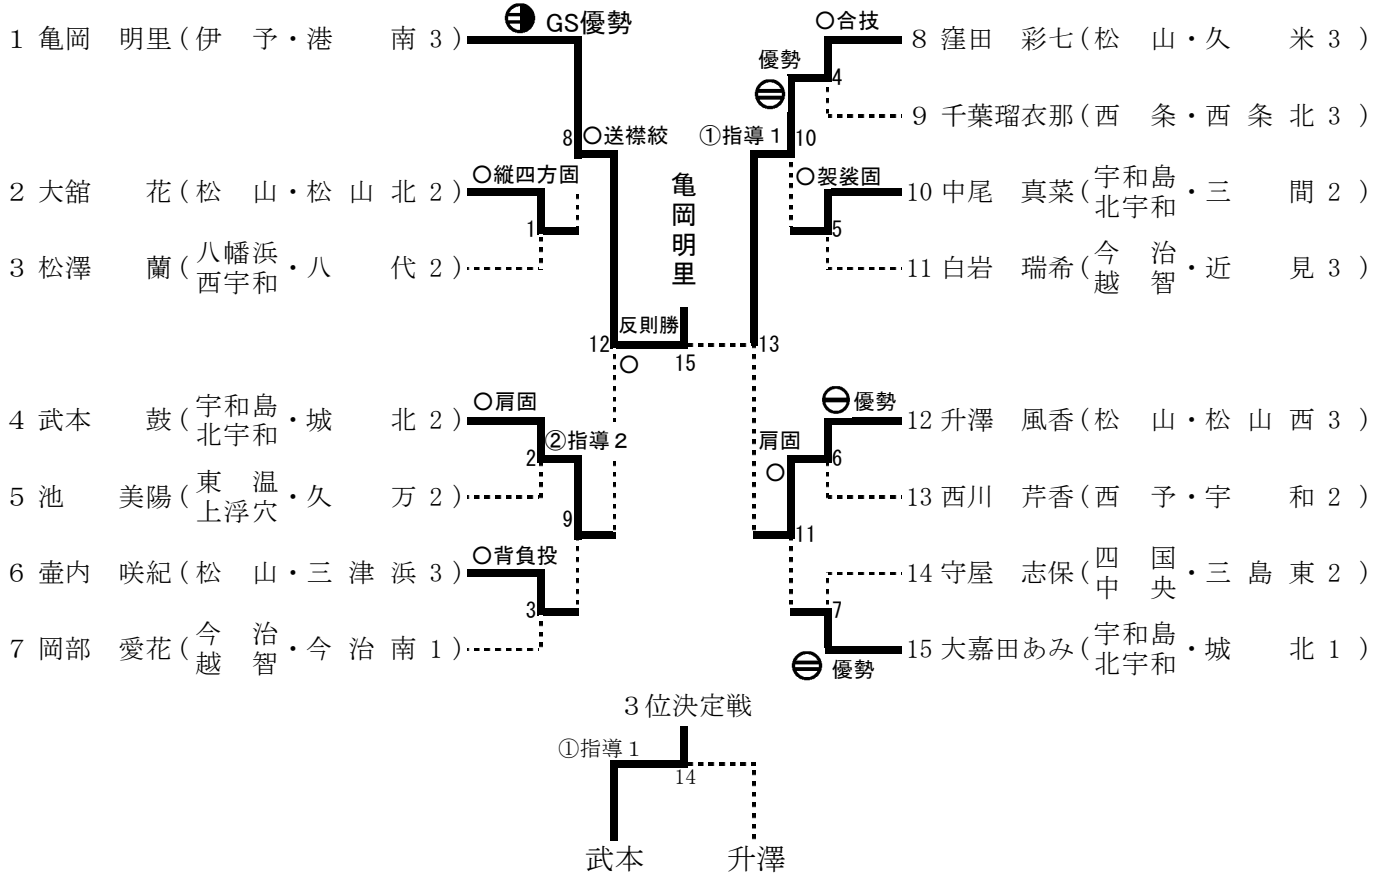 GS優勢
○合技
1 亀岡 明里(伊 予・港 南 3)
8 窪田 彩七(松 山・久 米 3)
優勢
4
9 千葉瑠衣那(西 条・西条北 3)
8 ○送襟絞
①指導1 10
○縦四方固
○袈裟固
2 大舘 花(松 山・松山北 2)
10 中尾 真菜(宇和島北宇和・三 間 2)
亀岡明里
1
5
3 松澤 蘭(八幡浜西宇和・八 代 2)
11 白岩 瑞希(今治越智・近 見 3)
反則勝
12
13
○ 15
○肩固
優勢
4 武本 鼓(宇和島北宇和・城 北 2)
12 升澤 風香(松 山・松山西 3)
②指導2
肩固
2
○
6
5 池 美陽(東温上浮穴・久 万 2)
13 西川 芹香(西 予・宇 和 2)
9
11
○背負投
6 壷内 咲紀(松 山・三津浜 3)
14 守屋 志保(四国中央・三島東 2)
3
7
7 岡部 愛花(今治越智・今治南 1)
15 大嘉田あみ(宇和島北宇和・城 北 1)
優勢
3位決定戦
①指導1
14
武本
升澤